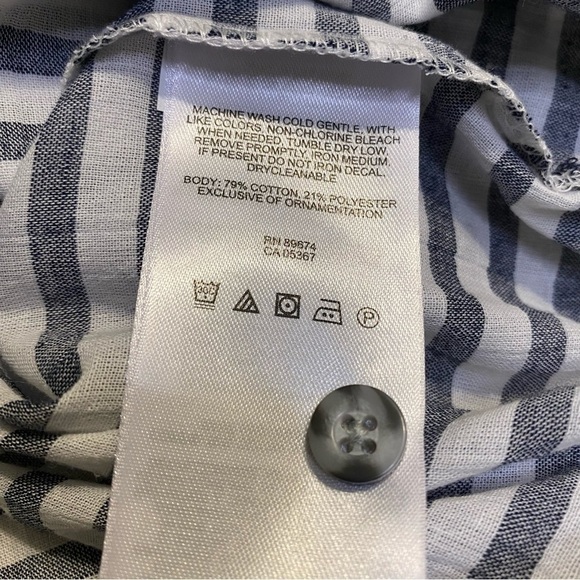 MACHINE WASH COLD GENTLE, WITH
LIKE COLORS, NON-CHLORINE BLEACH
WHEN NEEDED, TUMBLE DRY LOW,
REMOVE PROMPTLY, IRON MEDIUM.
IF PRESENT DO NOT IRON DECAL.
DRYCLEANABLE
BODY: 79% COTTON, 21% POLYESTER
EXCLUSIVE OF ORNAMENTATION
RN 89874
CA 05367
P